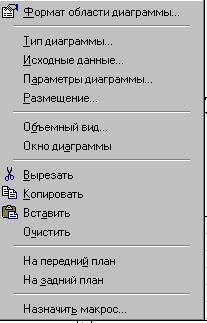 Формат области диаграммы...
Тип диаграммы...
Исходные данные...
Параметры диаграммы...
Размещение...
Объемный вид...
Окно диаграммы
Вырезать
Копировать
Вставить
Очистить
На передний план
На задний план
Назначить макрос...